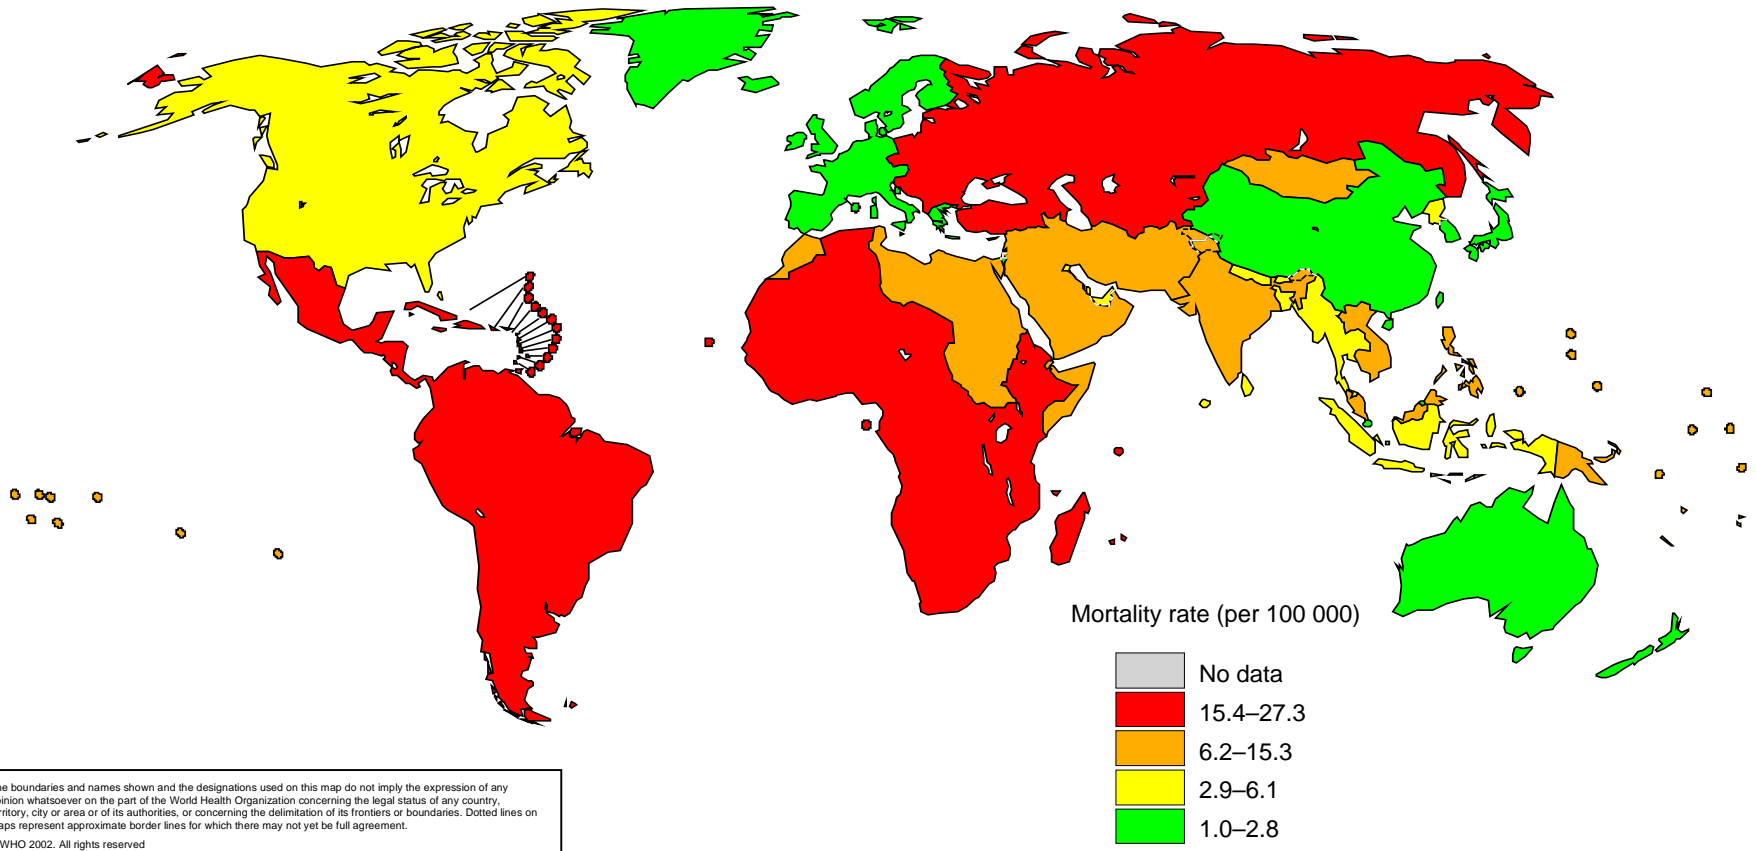 Mortality rate (per 100 000)
No data
15.4–27.3
6.2–15.3
2.9–6.1
1.0–2.8
he boundaries and names shown and the designations used on this map do not imply the expression of any
pinion whatsoever on the part of the World Health Organization concerning the legal status of any country,
rritory, city or area or of its authorities, or concerning the delimitation of its frontiers or boundaries. Dotted lines on
aps represent approximate border lines for which there may not yet be full agreement.
WHO 2002. All rights reserved